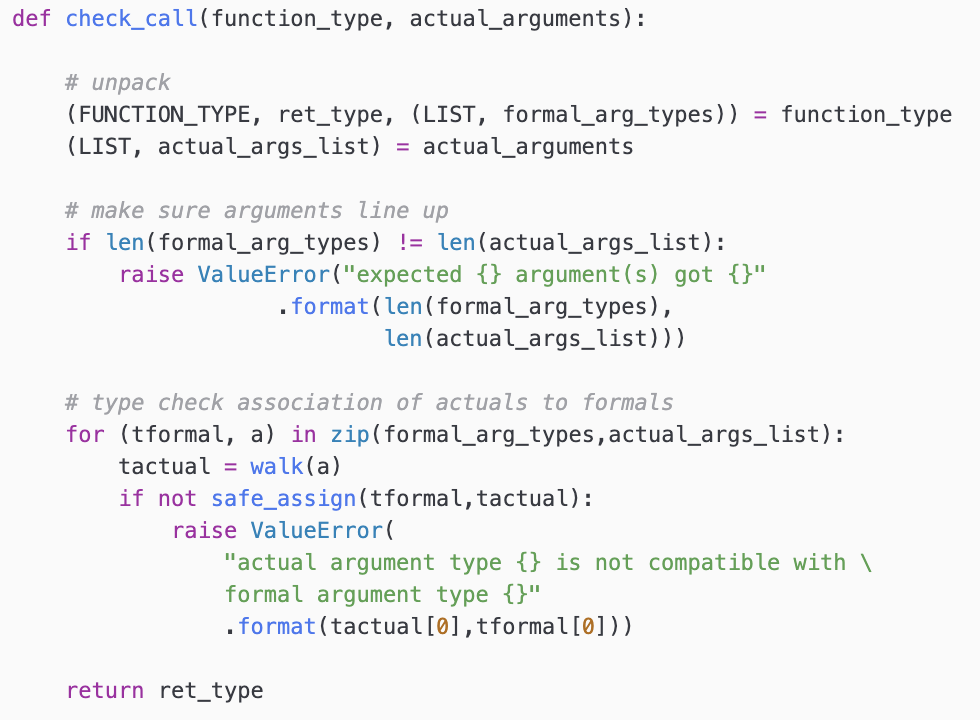 def check_call(function_type, actual_arguments):

    # unpack
    (FUNCTION_TYPE, ret_type, (LIST, formal_arg_types)) = function_type
    (LIST, actual_args_list) = actual_arguments

    # make sure arguments line up
    if len(formal_arg_types) != len(actual_args_list):
        raise ValueError("expected {} argument(s) got {}"
                    .format(len(formal_arg_types),
                            len(actual_args_list)))

    # type check association of actuals to formals
    for (tformal, a) in zip(formal_arg_types,actual_args_list):
        tactual = walk(a)
        if not safe_assign(tformal,tactual):
            raise ValueError(
                "actual argument type {} is not compatible with \
                formal argument type {}"
                .format(tactual[0],tformal[0]))

    return ret_type